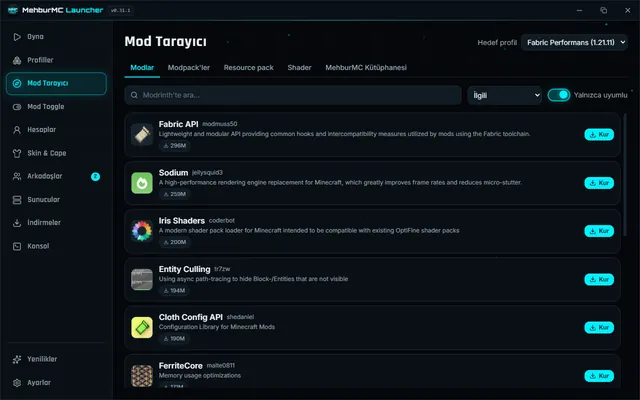 MehburMC Launcher v0.11.1
Oyna
Profiller
Mod Tarayıcı
Mod Toggle
Hesaplar
Skin & Cape
Arkadaşlar 2
Sunucular
İndirmeler
Konsol
Yenilikler
Ayarlar
Mod Tarayıcı
Hedef profil Fabric Performans (1.21.11)
Modlar Modpack'ler Resource pack Shader MehburMC Kütüphanesi
Modrinth'te ara... İlgili Yalnızca uyumlu
Fabric API modmuss50
Lightweight and modular API providing common hooks and intercompatibility measures utilized by mods using the Fabric toolchain.
296M
Kur
Sodium jellysquid3
A high-performance rendering engine replacement for Minecraft, which greatly improves frame rates and reduces micro-stutter.
259M
Kur
Iris Shaders coderbot
A modern shader pack loader for Minecraft intended to be compatible with existing OptiFine shader packs
200M
Kur
Entity Culling tr7zw
Using async path-tracing to hide Block-/Entities that are not visible
194M
Kur
Cloth Config API shedaniel
Configuration Library for Minecraft Mods
190M
Kur
FerriteCore malte0811
Memory usage optimizations
Kur